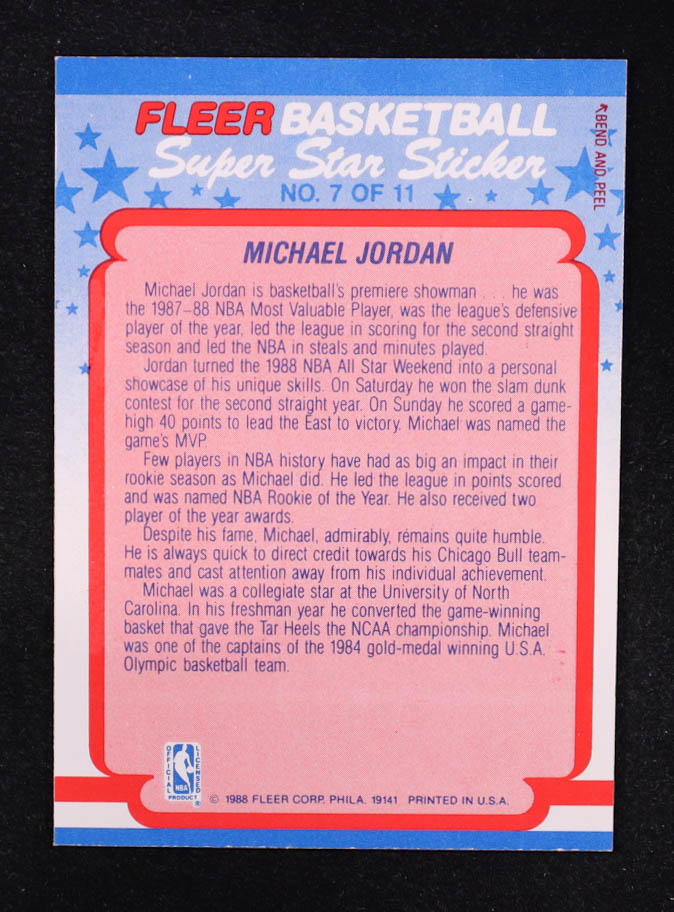 FLEER BASKETBALL
Super Star Sticker
NO. 7 OF 11
BEND AND PEEL
MICHAEL JORDAN
Michael Jordan is basketball's premiere showman . . . he was
the 1987–88 NBA Most Valuable Player, was the league's defensive
player of the year, led the league in scoring for the second straight
season and led the NBA in steals and minutes played.
Jordan turned the 1988 NBA All Star Weekend into a personal
showcase of his unique skills. On Saturday he won the slam dunk
contest for the second straight year. On Sunday he scored a game-
high 40 points to lead the East to victory. Michael was named the
game's MVP.
Few players in NBA history have had as big an impact in their
rookie season as Michael did. He led the league in points scored
and was named NBA Rookie of the Year. He also received two
player of the year awards.
Despite his fame, Michael, admirably, remains quite humble.
He is always quick to direct credit towards his Chicago Bull team-
mates and cast attention away from his individual achievement.
Michael was a collegiate star at the University of North
Carolina. In his freshman year he converted the game-winning
basket that gave the Tar Heels the NCAA championship. Michael
was one of the captains of the 1984 gold-medal winning U.S.A.
Olympic basketball team.
OFFICIAL LICENSED
NBA
PRODUCT ®
© 1988 FLEER CORP. PHILA. 19141 PRINTED IN U.S.A.